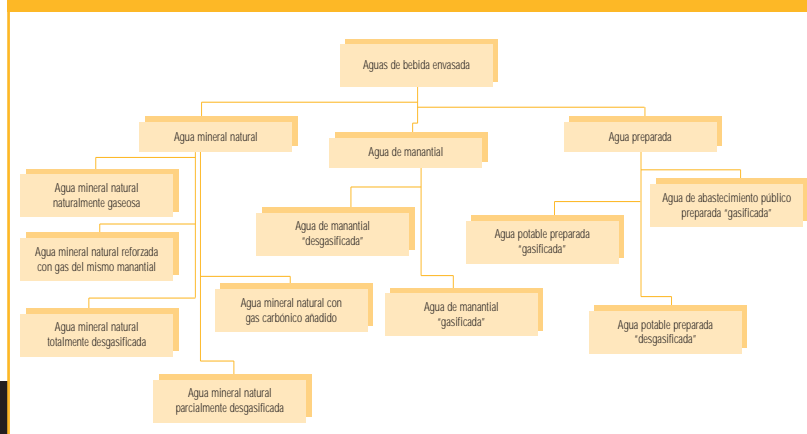 Aguas de bebida envasada
Agua mineral natural
Agua de manantial
Agua preparada
Agua mineral natural
naturalmente gaseosa
Agua de abastecimiento público
preparada "gasificada"
Agua de manantial
"desgasificada"
Agua potable preparada
"gasificada"
Agua mineral natural reforzada
con gas del mismo manantial
Agua mineral natural con
gas carbónico añadido
Agua de manantial
"gasificada"
Agua mineral natural
totalmente desgasificada
Agua potable preparada
"desgasificada"
Agua mineral natural
parcialmente desgasificada